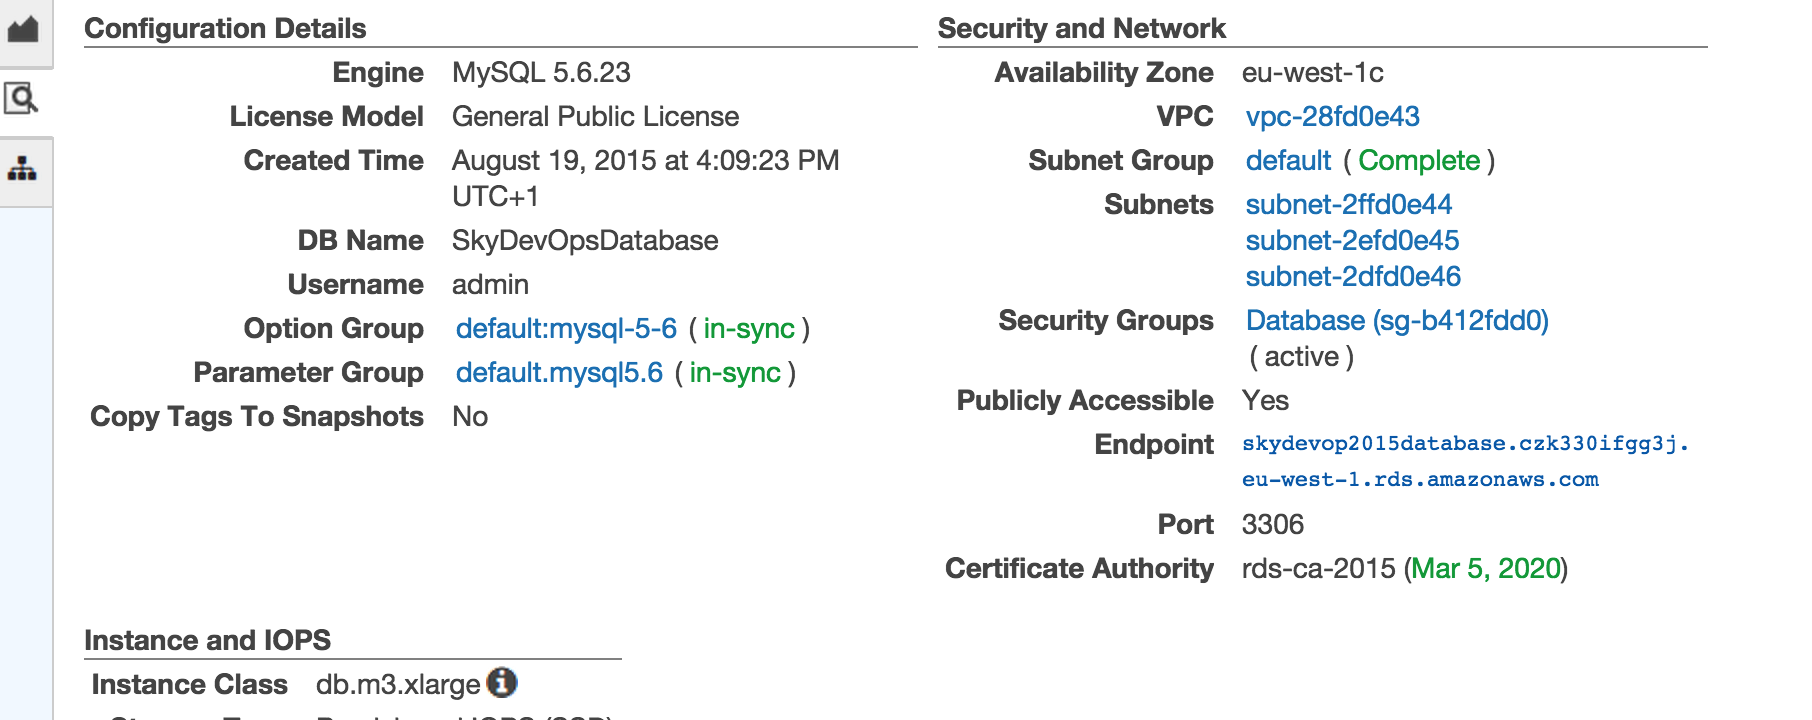 Configuration Details
Engine MySQL 5.6.23
License Model General Public License
Created Time August 19, 2015 at 4:09:23 PM
UTC+1
DB Name SkyDevOpsDatabase
Username admin
Option Group default:mysql-5-6 ( in-sync )
Parameter Group default.mysql5.6 ( in-sync )
Copy Tags To Snapshots No
Security and Network
Availability Zone eu-west-1c
VPC vpc-28fd0e43
Subnet Group default ( Complete )
Subnets subnet-2ffd0e44
subnet-2efd0e45
subnet-2dfd0e46
Security Groups Database (sg-b412fdd0)
( active )
Publicly Accessible Yes
Endpoint skydevop2015database.czk330ifgg3j.
eu-west-1.rds.amazonaws.com
Port 3306
Certificate Authority rds-ca-2015 (Mar 5, 2020)
Instance and IOPS
Instance Class db.m3.xlarge